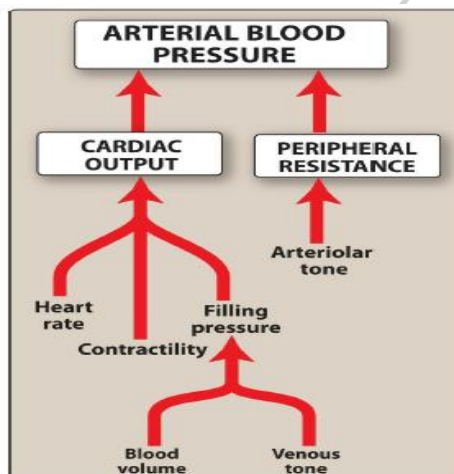 ARTERIAL BLOOD
PRESSURE
CARDIAC
OUTPUT
PERIPHERAL
RESISTANCE
Arteriolar
tone
Heart
rate
Filling
pressure
Contractility
Blood
volume
Venous
tone